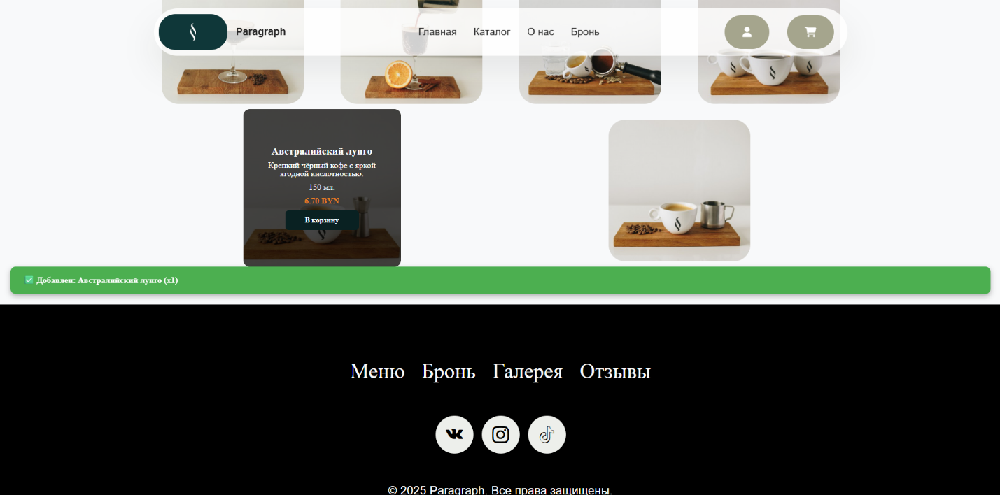 Paragraph
Главная Каталог О нас Бронь
Австралийский лунго
Крепкий чёрный кофе с яркой
ягодной кислотностью.
150 мл.
6.70 BYN
В корзину
✅ Добавлен: Австралийский лунго (x1)
Меню Бронь Галерея Отзывы
© 2025 Paragraph. Все права защищены.